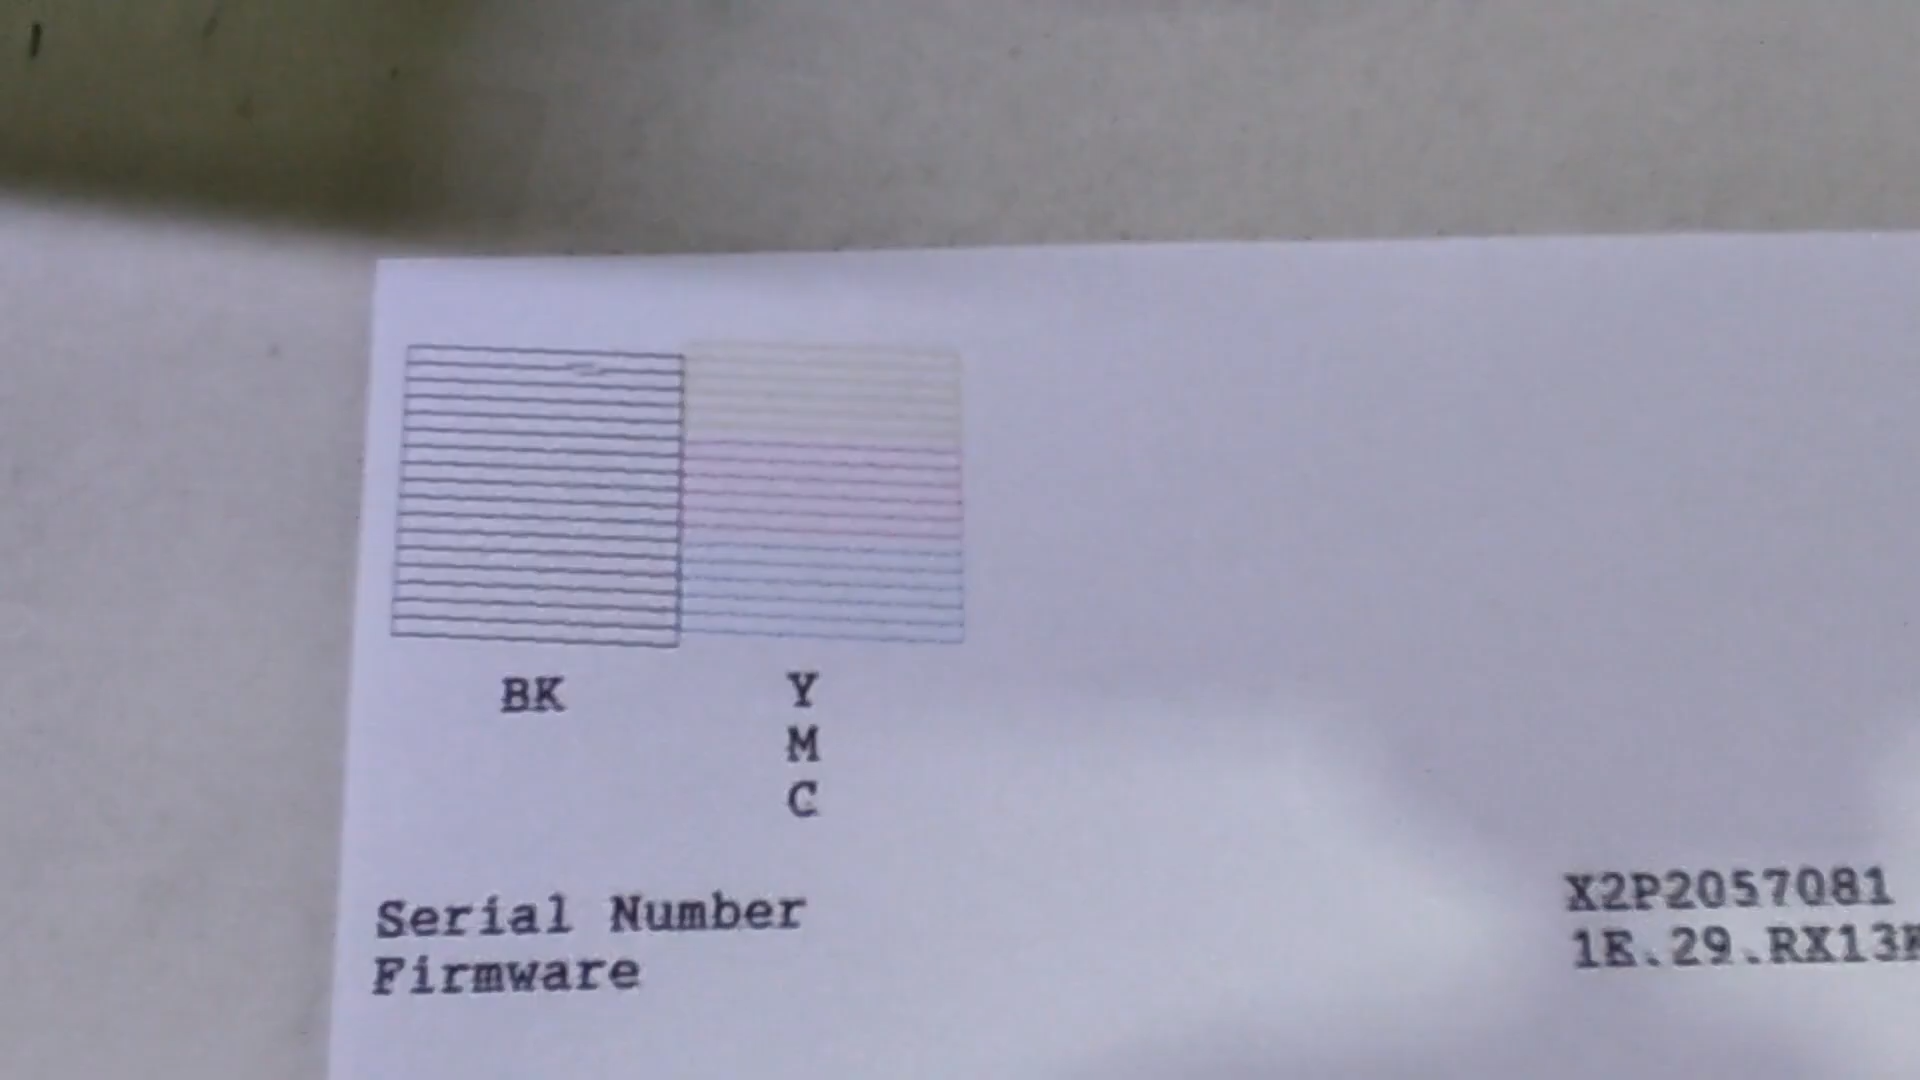 BK
Y
M
C
Serial Number X2P2057081
Firmware 1E.29.RX13